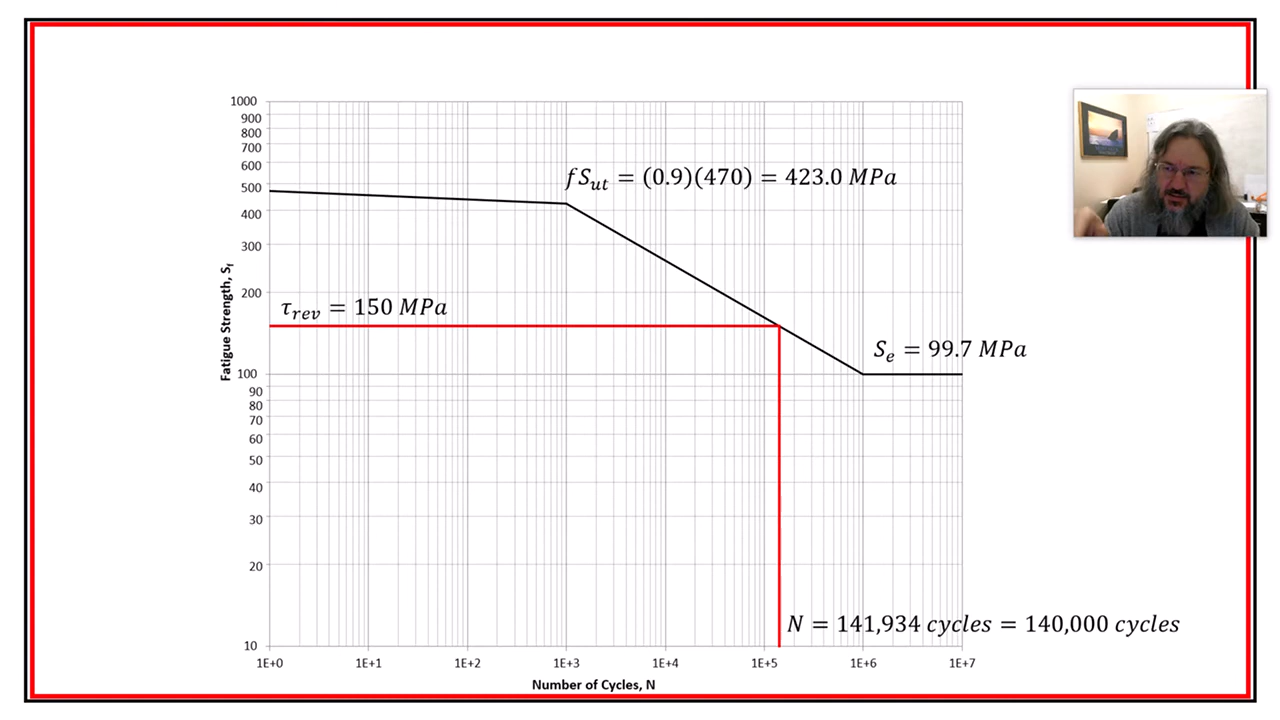 1000
900
800
700
600
500
400
300
200
100
90
80
70
60
50
40
30
20
10
Fatigue Strength, Sf
fSut = (0.9)(470) = 423.0 MPa
τrev = 150 MPa
Se = 99.7 MPa
N = 141,934 cycles = 140,000 cycles
1E+0 1E+1 1E+2 1E+3 1E+4 1E+5 1E+6 1E+7
Number of Cycles, N